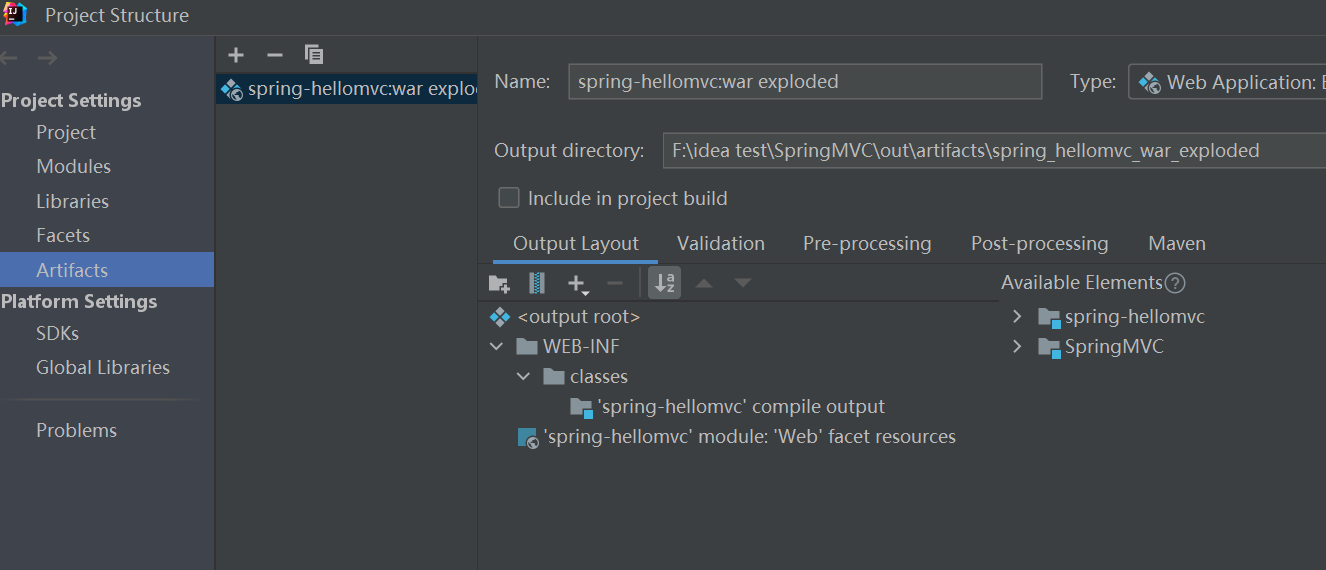 Project Structure
Project Settings
Project
Modules
Libraries
Facets
Artifacts
Platform Settings
SDKs
Global Libraries
Problems
spring-hellomvc:war explo
Name: spring-hellomvc:war exploded Type: Web Application:
Output directory: F:\idea test\SpringMVC\out\artifacts\spring_hellomvc_war_exploded
Include in project build
Output Layout Validation Pre-processing Post-processing Maven
Available Elements
<output root>
WEB-INF
classes
'spring-hellomvc' compile output
'spring-hellomvc' module: 'Web' facet resources
spring-hellomvc
SpringMVC